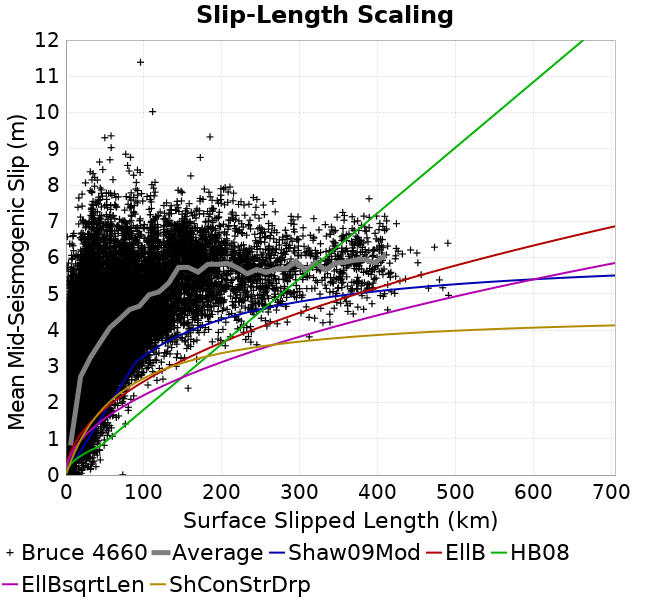 Slip-Length Scaling
Mean Mid-Seismogenic Slip (m)
12
11
10
9
8
7
6
5
4
3
2
1
0
0 100 200 300 400 500 600 700
Surface Slipped Length (km)
Bruce 4660 Average Shaw09Mod EllB HB08
EllBsqrtLen ShConStrDrp